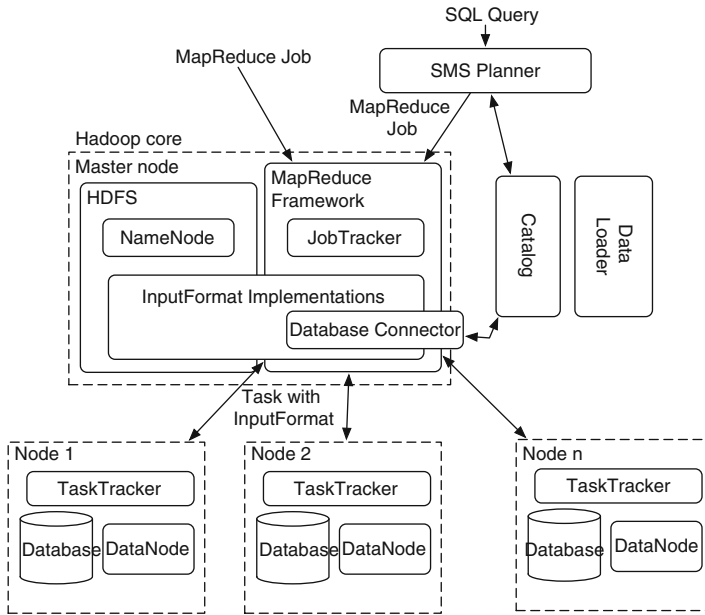 SQL Query
SMS Planner
MapReduce Job
MapReduce
Job
Hadoop core
Master node
HDFS
NameNode
MapReduce
Framework
JobTracker
InputFormat Implementations
Database Connector
Catalog
Data
Loader
Task with
InputFormat
Node 1
TaskTracker
Database
DataNode
Node 2
TaskTracker
Database
DataNode
Node n
TaskTracker
Database
DataNode